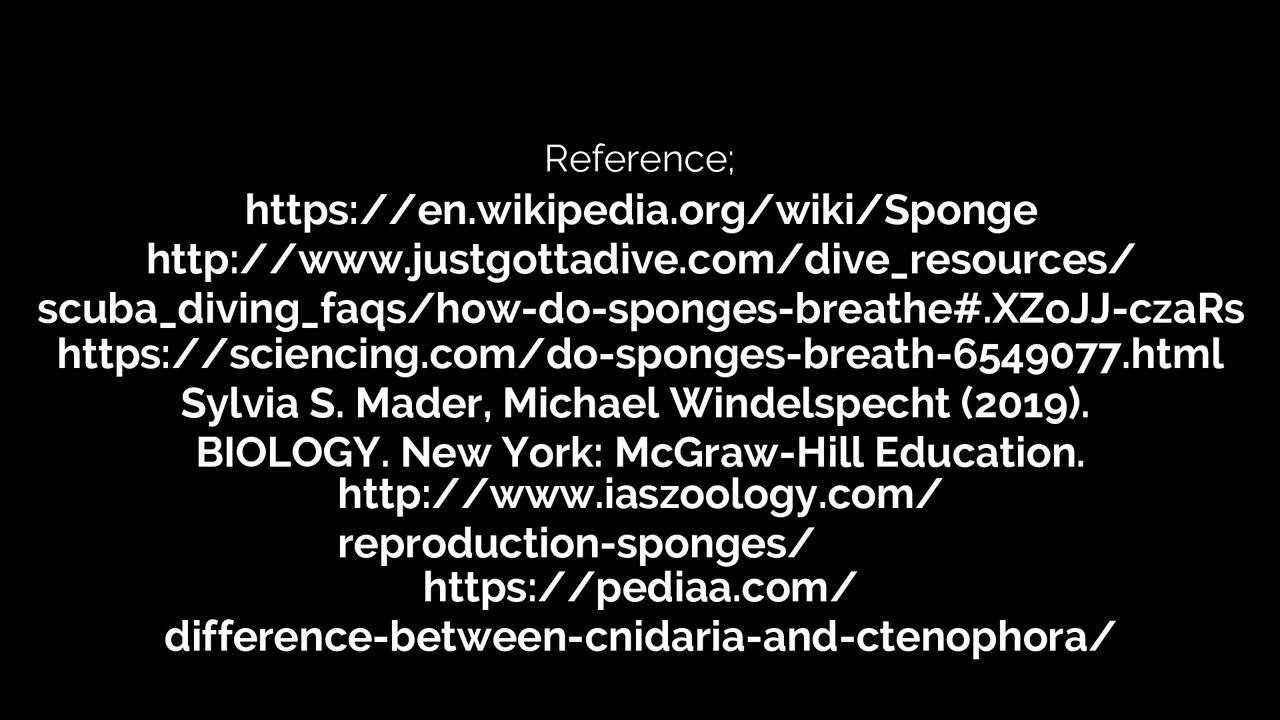 Reference;
https://en.wikipedia.org/wiki/Sponge
http://www.justgottadive.com/dive_resources/
scuba_diving_faqs/how-do-sponges-breathe#.XZoJJ-czaRs
https://sciencing.com/do-sponges-breath-6549077.html
Sylvia S. Mader, Michael Windelspecht (2019).
BIOLOGY. New York: McGraw-Hill Education.
http://www.iaszoology.com/
reproduction-sponges/
https://pediaa.com/
difference-between-cnidaria-and-ctenophora/